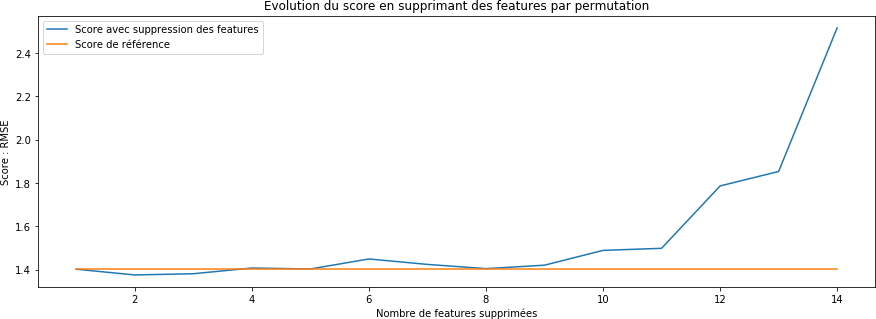 Evolution du score en supprimant des features par permutation
Score avec suppression des features
Score de référence
Score : RMSE
2.4
2.2
2.0
1.8
1.6
1.4
2 4 6 8 10 12 14
Nombre de features supprimées